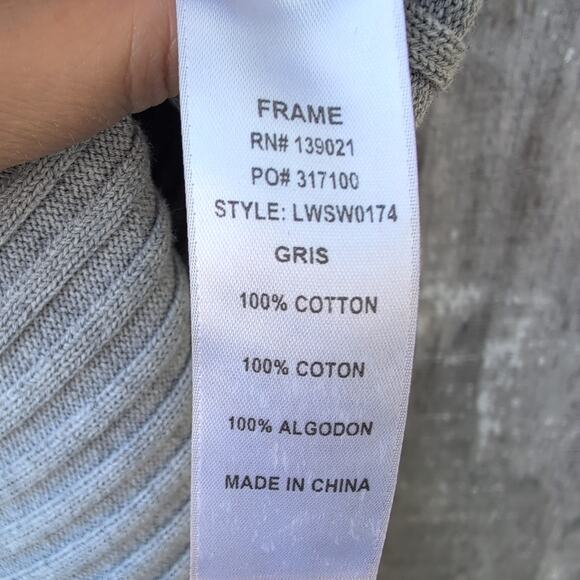 FRAME
RN# 139021
PO# 317100
STYLE: LWSW0174
GRIS
100% COTTON
100% COTON
100% ALGODON
MADE IN CHINA